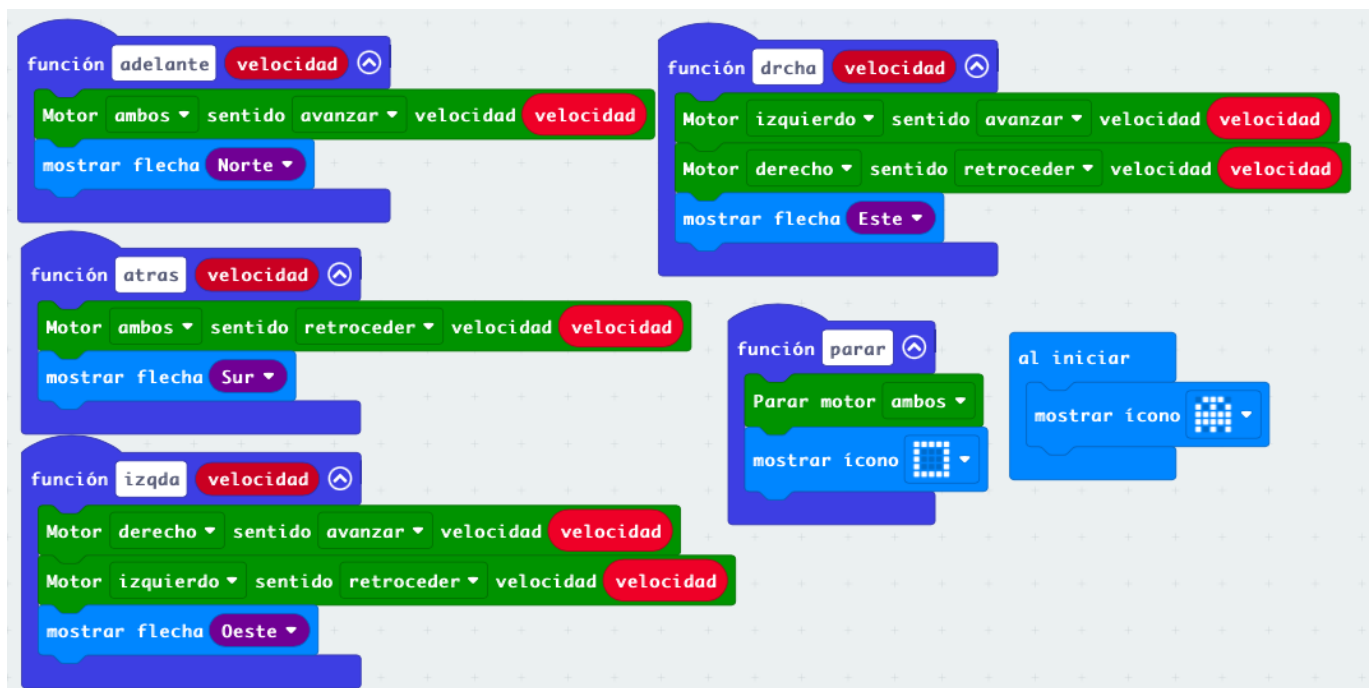 función adelante velocidad
Motor ambos sentido avanzar velocidad velocidad
mostrar flecha Norte
función atras velocidad
Motor ambos sentido retroceder velocidad velocidad
mostrar flecha Sur
función izqda velocidad
Motor derecho sentido avanzar velocidad velocidad
Motor izquierdo sentido retroceder velocidad velocidad
mostrar flecha Oeste
función drcha velocidad
Motor izquierdo sentido avanzar velocidad velocidad
Motor derecho sentido retroceder velocidad velocidad
mostrar flecha Este
función parar
Parar motor ambos
mostrar ícono
al iniciar
mostrar ícono